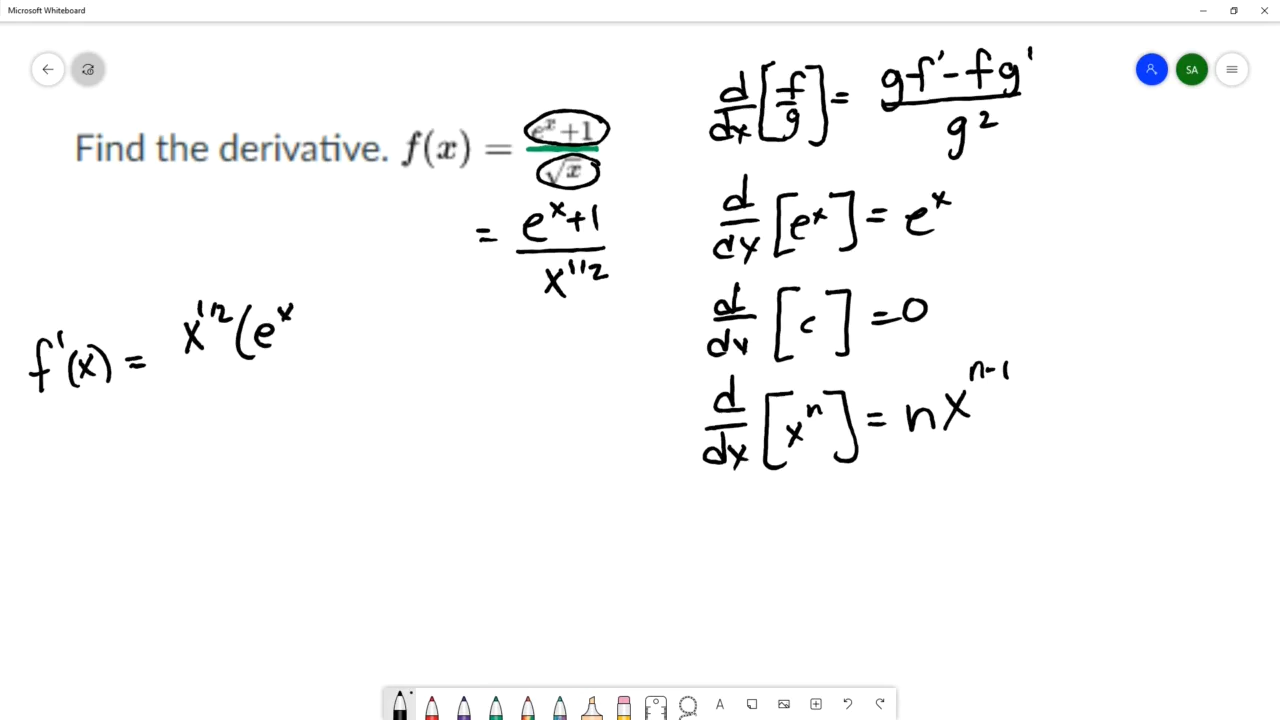 Microsoft Whiteboard
SA
Find the derivative. f(x) = (e^x + 1)/√x
= (e^x + 1)/x^1/2
f'(x) = x^1/2 (e^x
d/dx [f/g] = (gf' - fg')/g^2
d/dx [e^x] = e^x
d/dx [c] = 0
d/dx [x^n] = nx^n-1
A